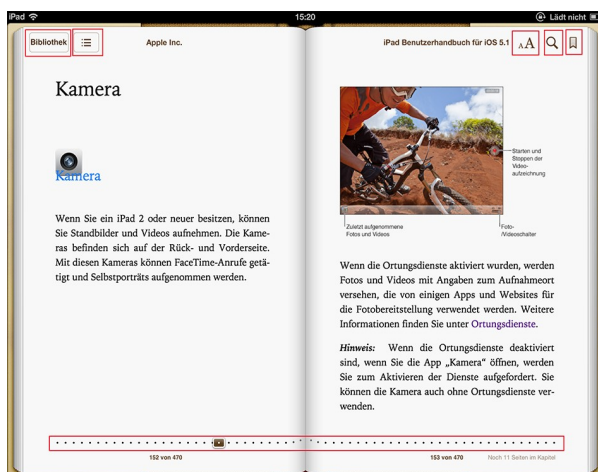 iPad
15:20
Lädt nicht
Bibliothek
Apple Inc.
iPad Benutzerhandbuch für iOS 5.1
AA
Kamera
Kamera
Wenn Sie ein iPad 2 oder neuer besitzen, können
Sie Standbilder und Videos aufnehmen. Die Kame-
ras befinden sich auf der Rück- und Vorderseite.
Mit diesen Kameras können FaceTime-Anrufe getä-
tigt und Selbstporträts aufgenommen werden.
152 von 470
Starten und
Stoppen der
Video-
aufzeichnung
Zuletzt aufgenommene
Fotos und Videos
Foto-
/Videoschalter
Wenn die Ortungsdienste aktiviert wurden, werden
Fotos und Videos mit Angaben zum Aufnahmeort
versehen, die von einigen Apps und Websites für
die Fotobereitstellung verwendet werden. Weitere
Informationen finden Sie unter Ortungsdienste.
Hinweis: Wenn die Ortungsdienste deaktiviert
sind, wenn Sie die App „Kamera“ öffnen, werden
Sie zum Aktivieren der Dienste aufgefordert. Sie
können die Kamera auch ohne Ortungsdienste ver-
wenden.
153 von 470
Noch 11 Seiten im Kapitel